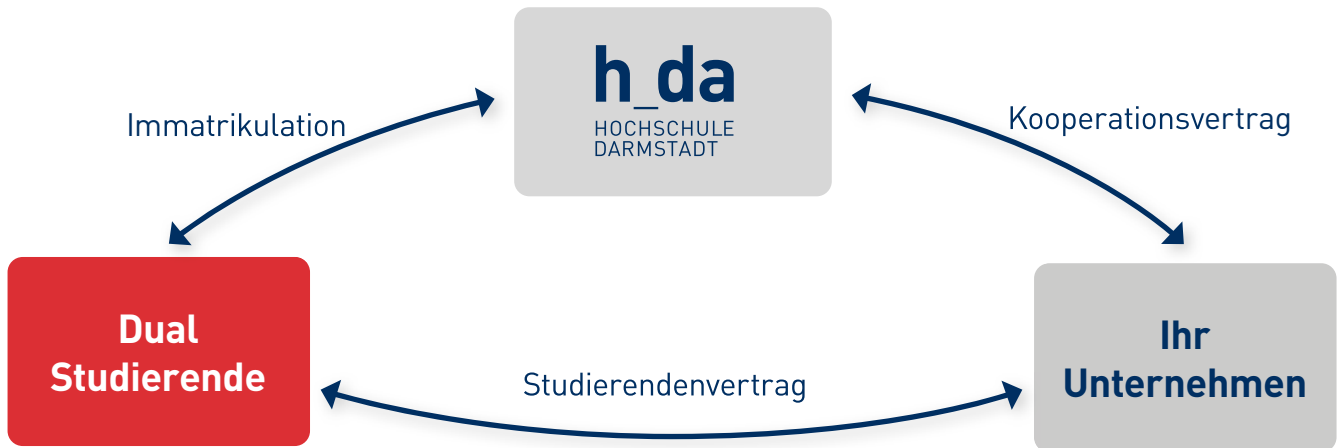 h_da
HOCHSCHULE
DARMSTADT
Immatrikulation
Kooperationsvertrag
Dual
Studierende
Studierendenvertrag
Ihr
Unternehmen